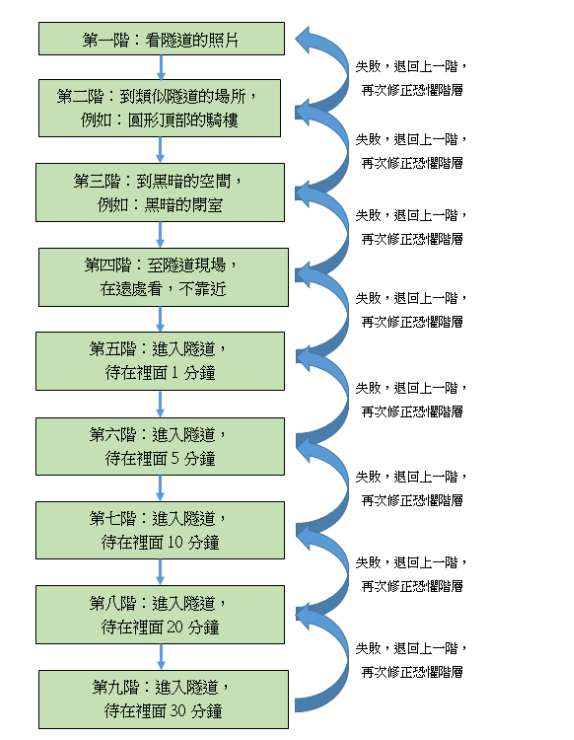 第一階：看隧道的照片
失敗，退回上一階，
再次修正恐懼階層
第二階：到類似隧道的場所，
例如：圓形頂部的騎樓
失敗，退回上一階，
再次修正恐懼階層
第三階：到黑暗的空間，
例如：黑暗的閉室
失敗，退回上一階，
再次修正恐懼階層
第四階：至隧道現場，
在遠處看，不靠近
失敗，退回上一階，
再次修正恐懼階層
第五階：進入隧道，
待在裡面 1 分鐘
失敗，退回上一階，
再次修正恐懼階層
第六階：進入隧道，
待在裡面 5 分鐘
失敗，退回上一階，
再次修正恐懼階層
第七階：進入隧道，
待在裡面 10 分鐘
失敗，退回上一階，
再次修正恐懼階層
第八階：進入隧道，
待在裡面 20 分鐘
失敗，退回上一階，
再次修正恐懼階層
第九階：進入隧道，
待在裡面 30 分鐘